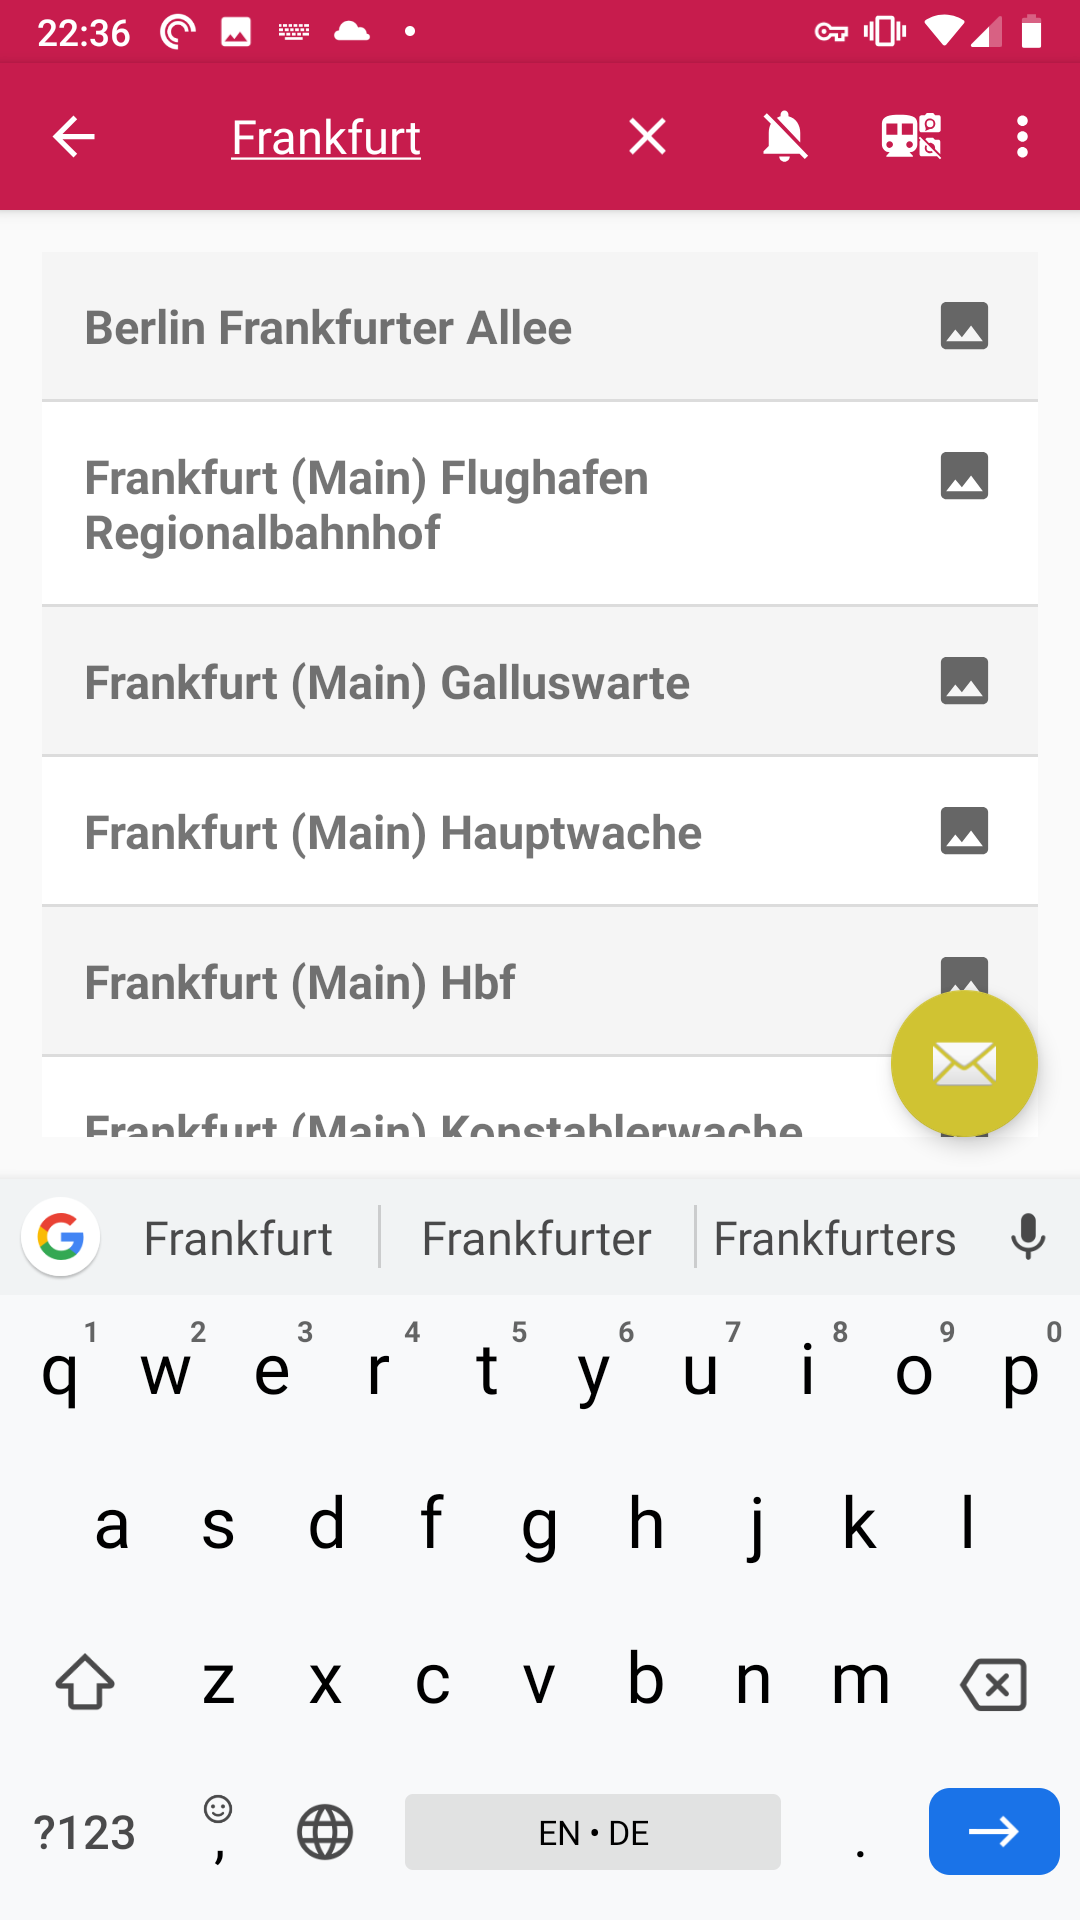 22:36
Frankfurt
Berlin Frankfurter Allee
Frankfurt (Main) Flughafen
Regionalbahnhof
Frankfurt (Main) Galluswarte
Frankfurt (Main) Hauptwache
Frankfurt (Main) Hbf
Frankfurt (Main) Konstablerwache
Frankfurt Frankfurter Frankfurters
1 2 3 4 5 6 7 8 9 0
q w e r t y u i o p
a s d f g h j k l
z x c v b n m
?123 , EN • DE .